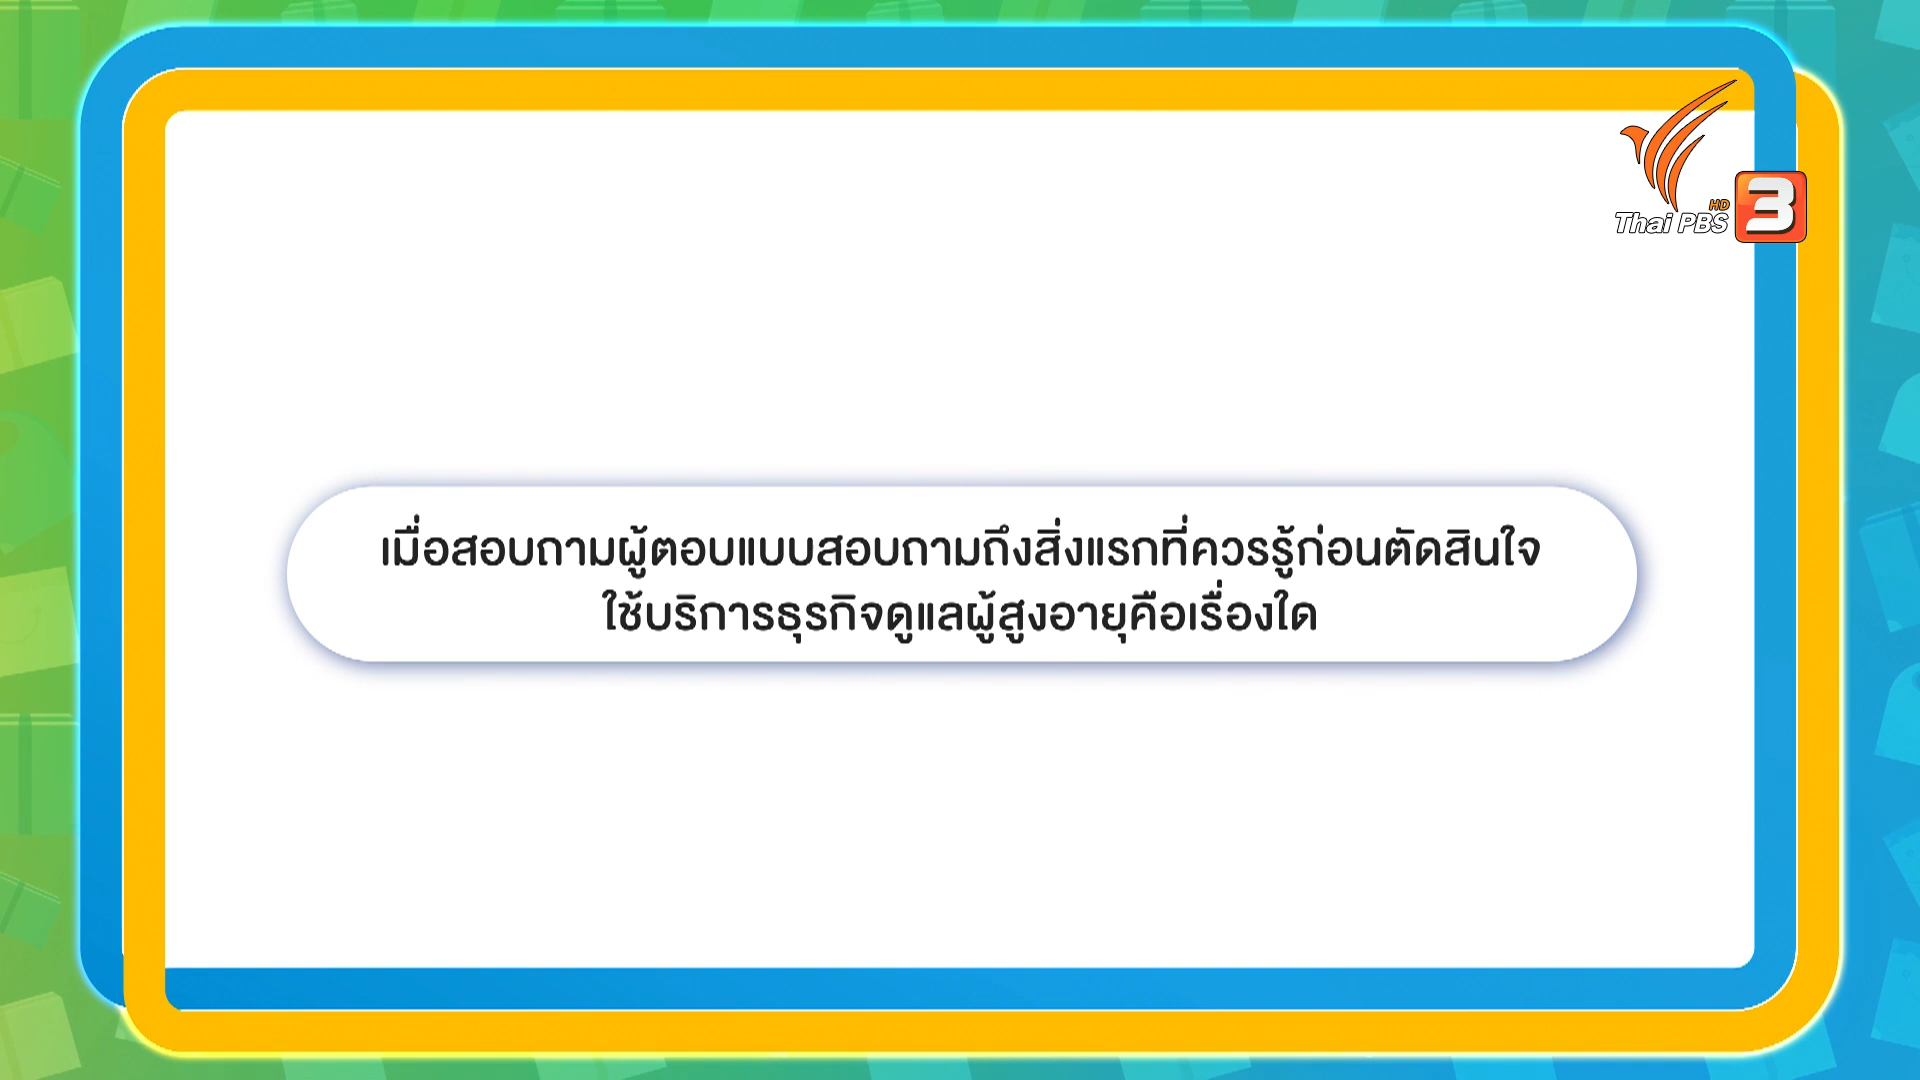 HD
Thai PBS 3
เมื่อสอบถามผู้ตอบแบบสอบถามถึงสิ่งแรกที่ควรรู้ก่อนตัดสินใจ
ใช้บริการธุรกิจดูแลผู้สูงอายุคือเรื่องใด